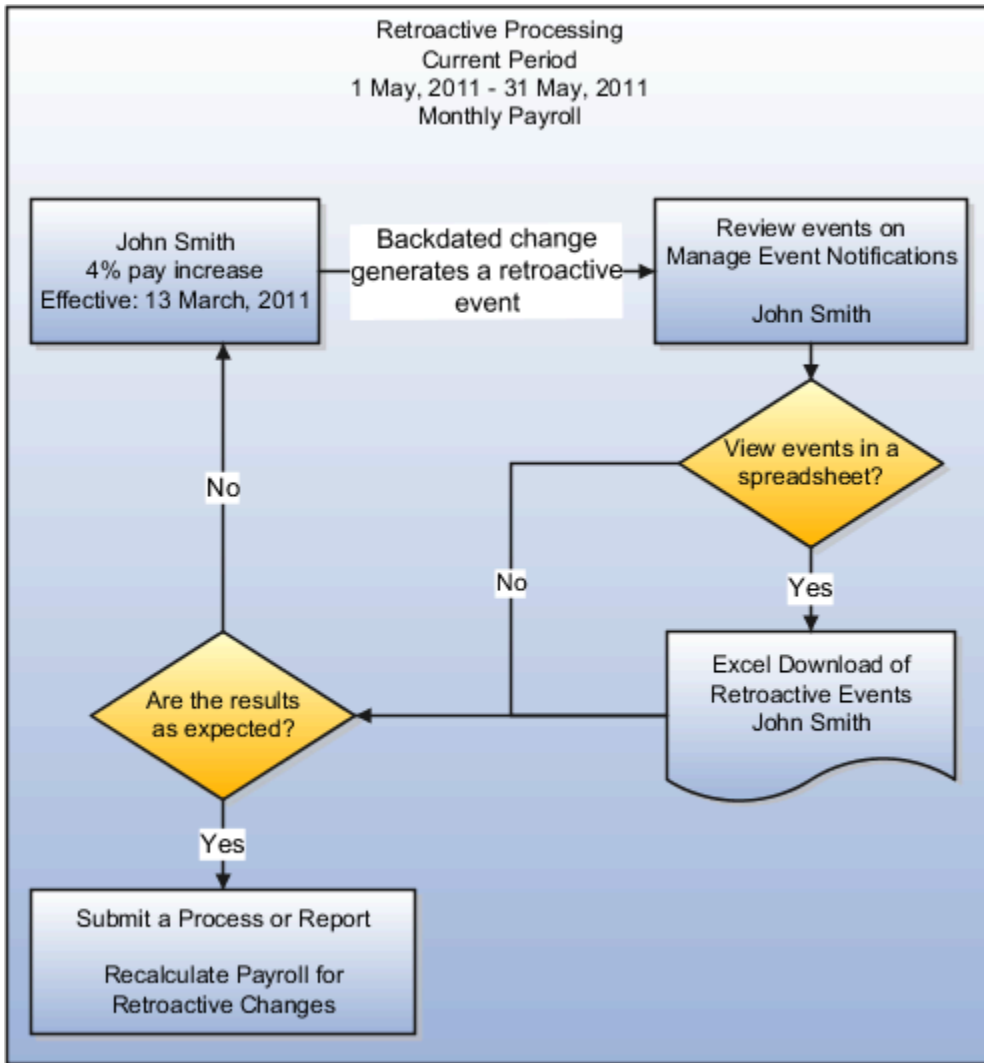 Retroactive Processing
Current Period
1 May, 2011 - 31 May, 2011
Monthly Payroll
John Smith
4% pay increase
Effective: 13 March, 2011
Backdated change
generates a retroactive
event
Review events on
Manage Event Notifications
John Smith
View events in a
spreadsheet?
No
No
Yes
Excel Download of
Retroactive Events
John Smith
Are the results
as expected?
Yes
Submit a Process or Report
Recalculate Payroll for
Retroactive Changes